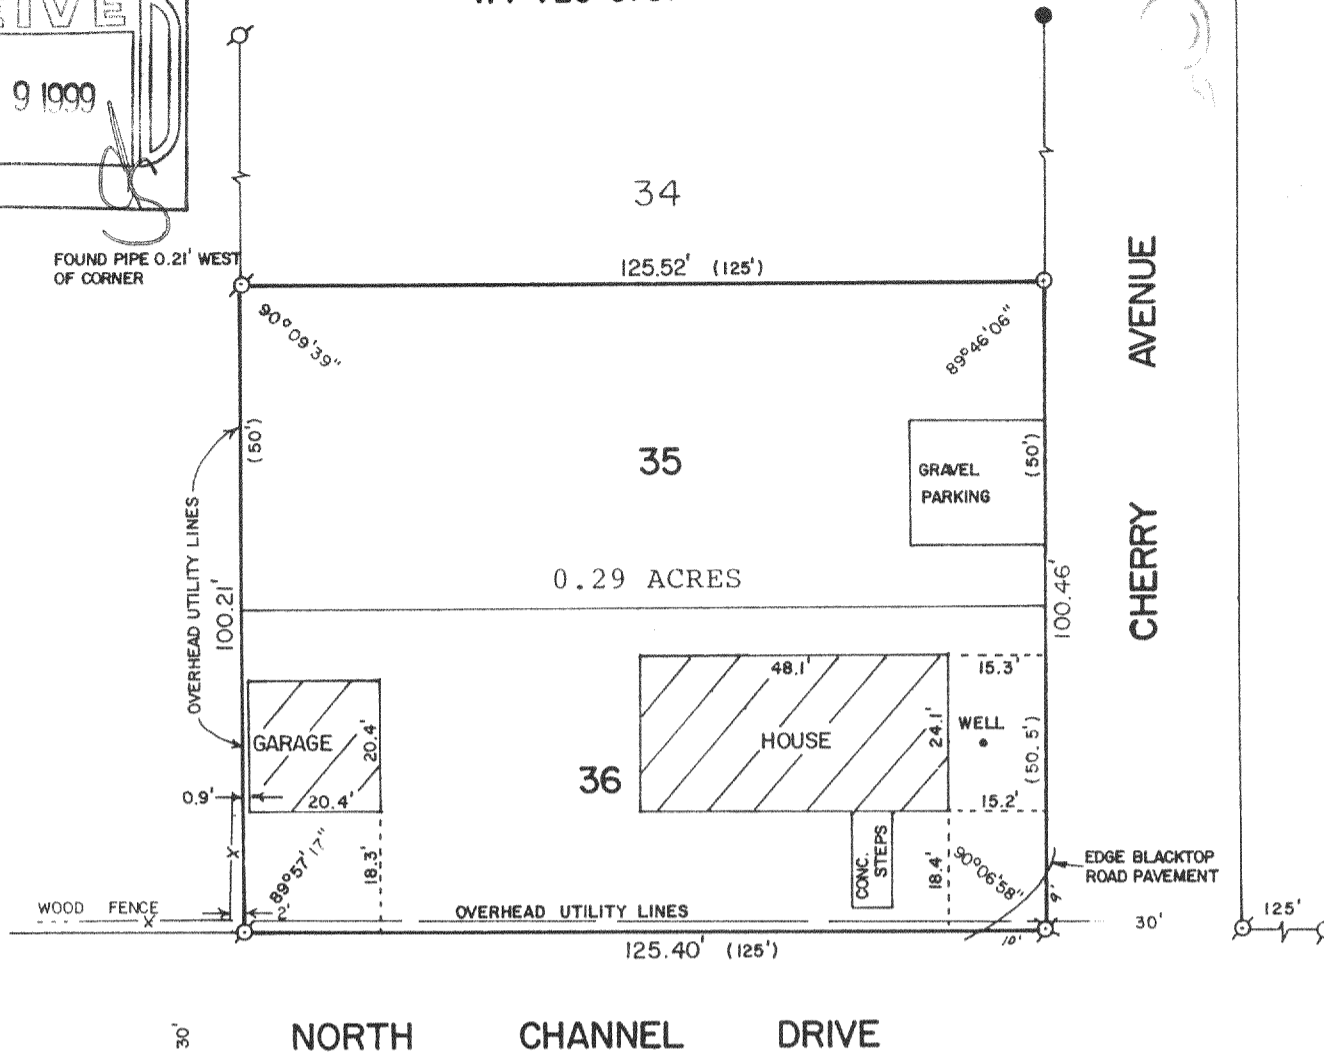 9 1999
34
FOUND PIPE 0.21' WEST
OF CORNER
125.52' (125')
90°09'39"
89°46'06"
AVENUE
(50')
35
(50')
GRAVEL
PARKING
OVERHEAD UTILITY LINES
0.29 ACRES
100.21'
100.46'
CHERRY
48.1'
15.3'
GARAGE
20.4'
HOUSE
24.1'
WELL
(50.5')
36
0.9'
20.4'
15.2'
89°57'17"
18.3'
CONC.
STEPS
18.4'
90°06'58"
EDGE BLACKTOP
ROAD PAVEMENT
9'
WOOD FENCE
2'
OVERHEAD UTILITY LINES
30'
125'
10'
125.40' (125')
30'
NORTH CHANNEL DRIVE